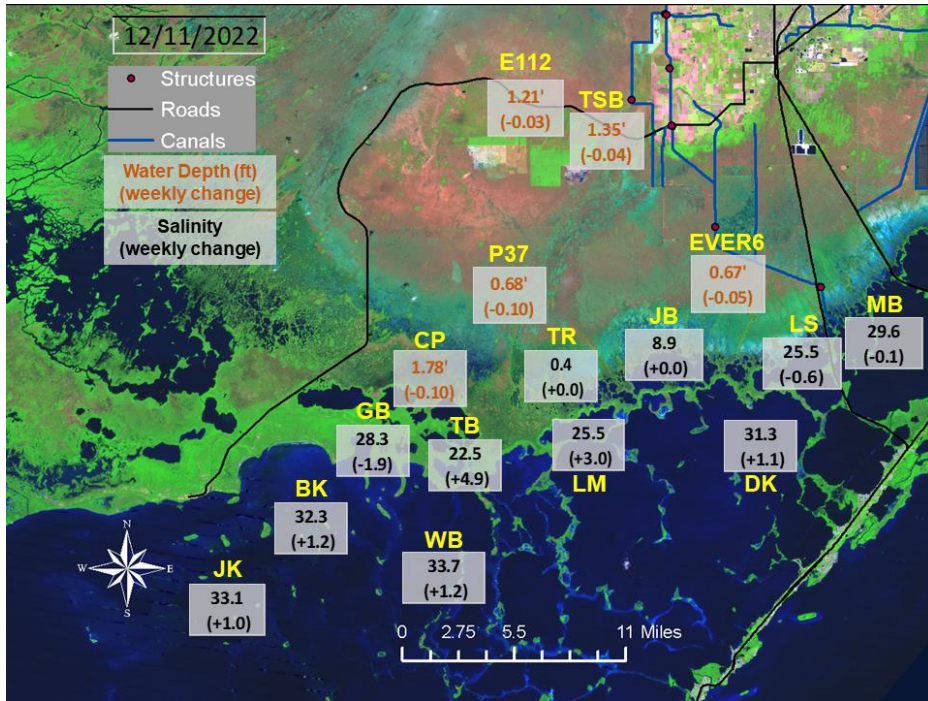 12/11/2022
Structures
Roads
Canals
Water Depth (ft)
(weekly change)
Salinity
(weekly change)
E112
1.21'
(-0.03)
TSB
1.35'
(-0.04)
P37
0.68'
(-0.10)
EVER6
0.67'
(-0.05)
CP
1.78'
(-0.10)
TR
0.4
(+0.0)
JB
8.9
(+0.0)
LS
25.5
(-0.6)
MB
29.6
(-0.1)
GB
28.3
(-1.9)
TB
22.5
(+4.9)
25.5
(+3.0)
LM
31.3
(+1.1)
DK
BK
32.3
(+1.2)
WB
33.7
(+1.2)
JK
33.1
(+1.0)
N
W E
S
0 2.75 5.5 11 Miles